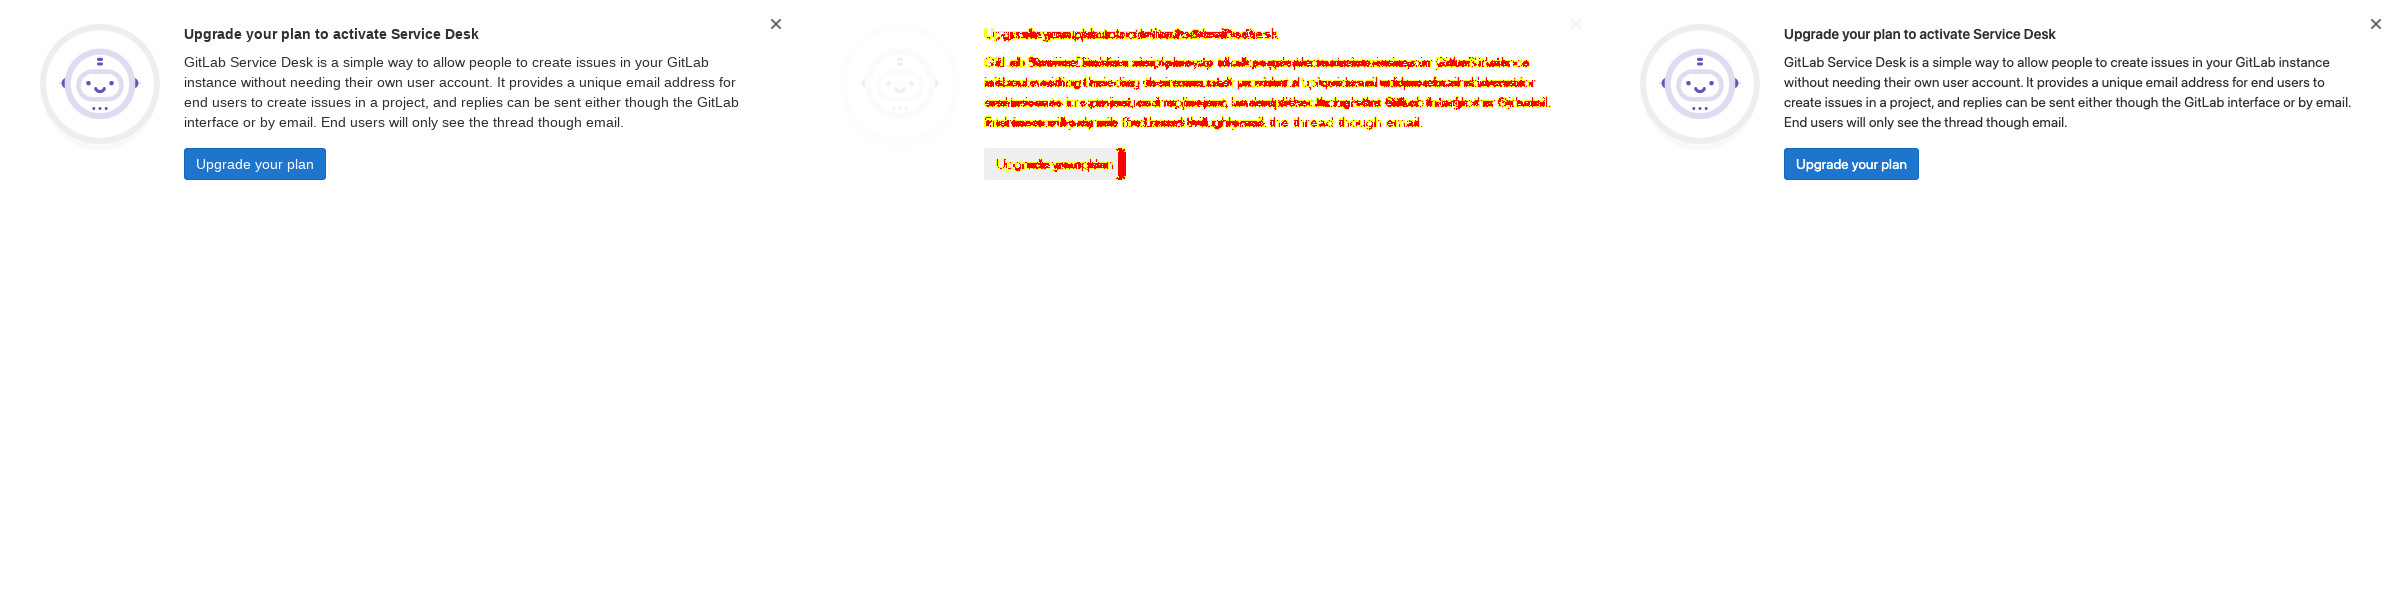 Upgrade your plan to activate Service Desk
GitLab Service Desk is a simple way to allow people to create issues in your GitLab
instance without needing their own user account. It provides a unique email address for
end users to create issues in a project, and replies can be sent either though the GitLab
interface or by email. End users will only see the thread though email.
Upgrade your plan
the thread though email.
Upgrade your plan to activate Service Desk
GitLab Service Desk is a simple way to allow people to create issues in your GitLab instance
without needing their own user account. It provides a unique email address for end users to
create issues in a project, and replies can be sent either though the GitLab interface or by email.
End users will only see the thread though email.
Upgrade your plan